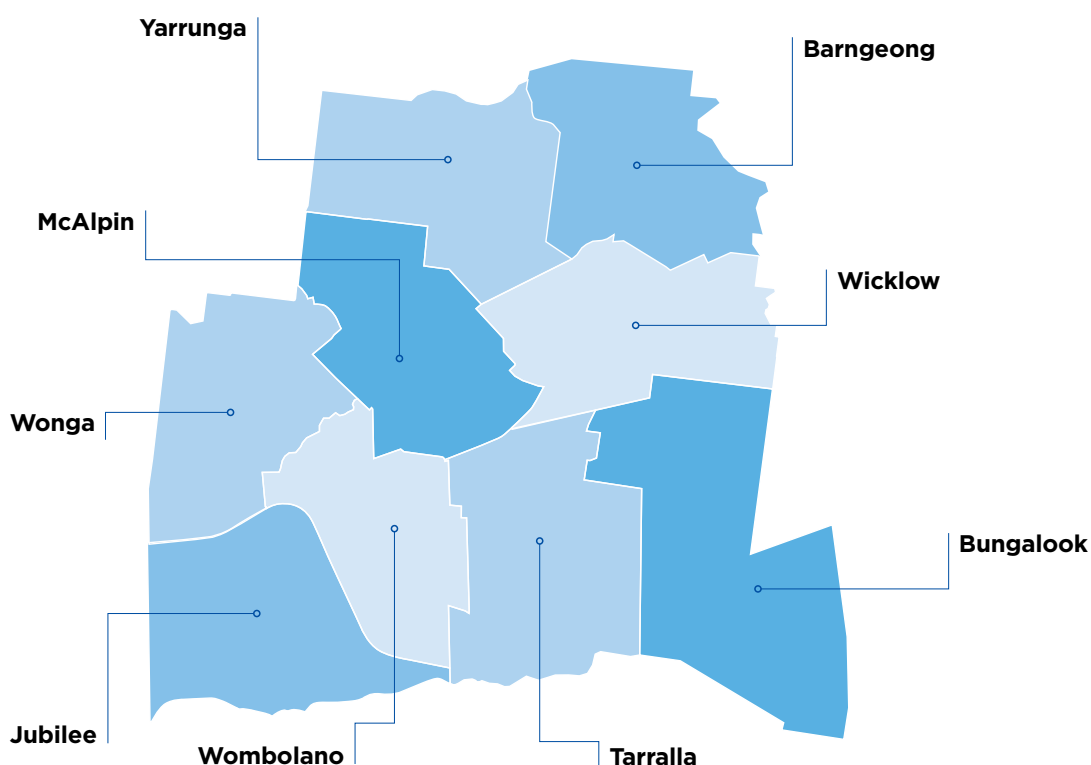 Yarrunga
Barngeong
McAlpin
Wicklow
Wonga
Bungalook
Jubilee
Wombolano
Tarralla